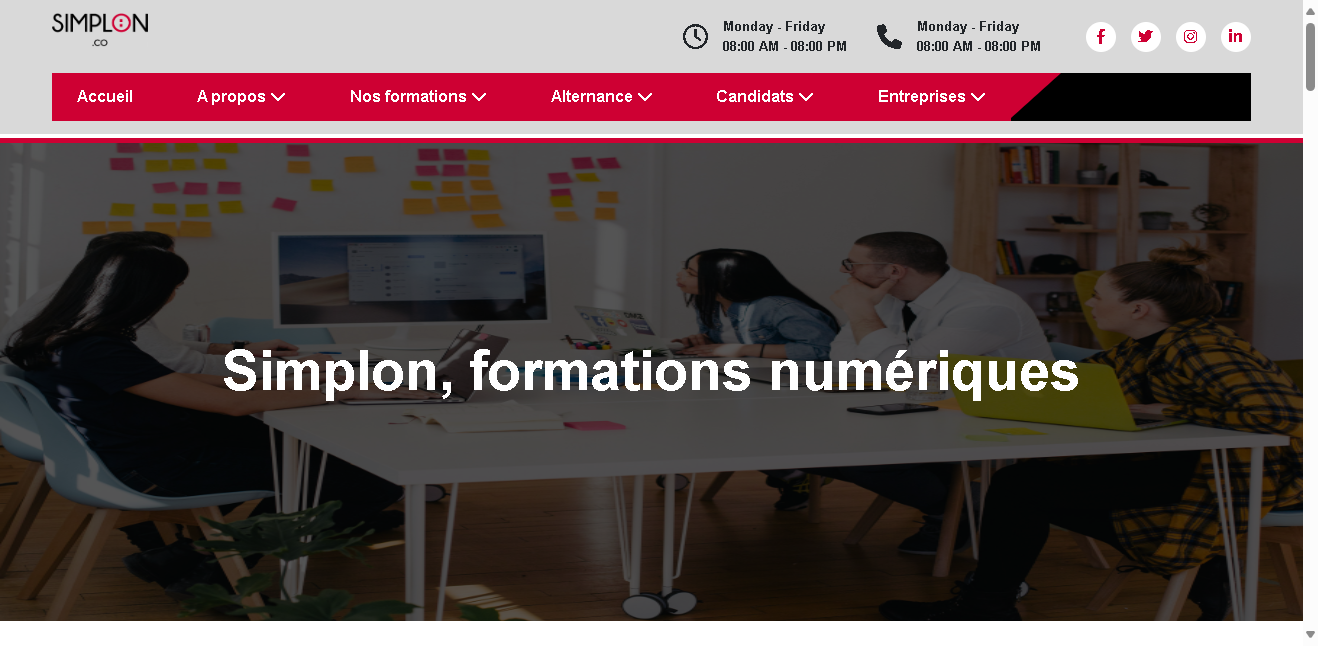 SIMPLON
.CO
Monday - Friday
08:00 AM - 08:00 PM
Monday - Friday
08:00 AM - 08:00 PM
Accueil
A propos
Nos formations
Alternance
Candidats
Entreprises
Simplon, formations numériques